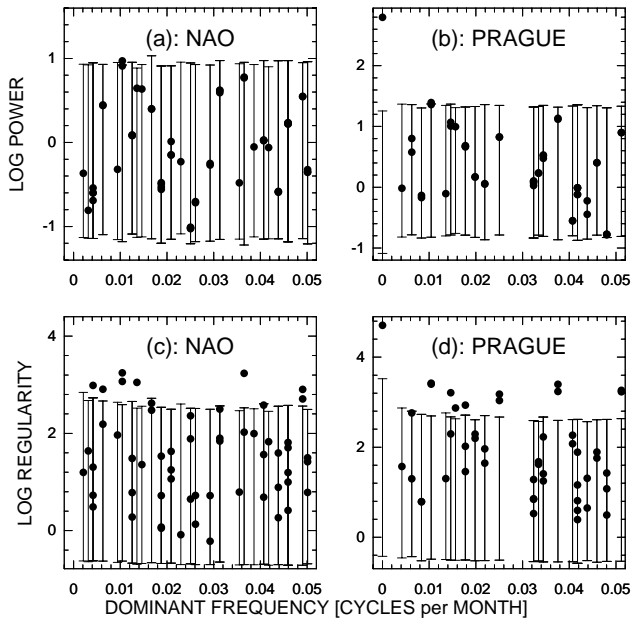 (a): NAO
(b): PRAGUE
LOG POWER
1
0
-1
2
1
0
-1
0 0.01 0.02 0.03 0.04 0.05
0 0.01 0.02 0.03 0.04 0.05
(c): NAO
(d): PRAGUE
LOG REGULARITY
4
2
0
4
2
0
0 0.01 0.02 0.03 0.04 0.05
0 0.01 0.02 0.03 0.04 0.05
DOMINANT FREQUENCY [CYCLES per MONTH]